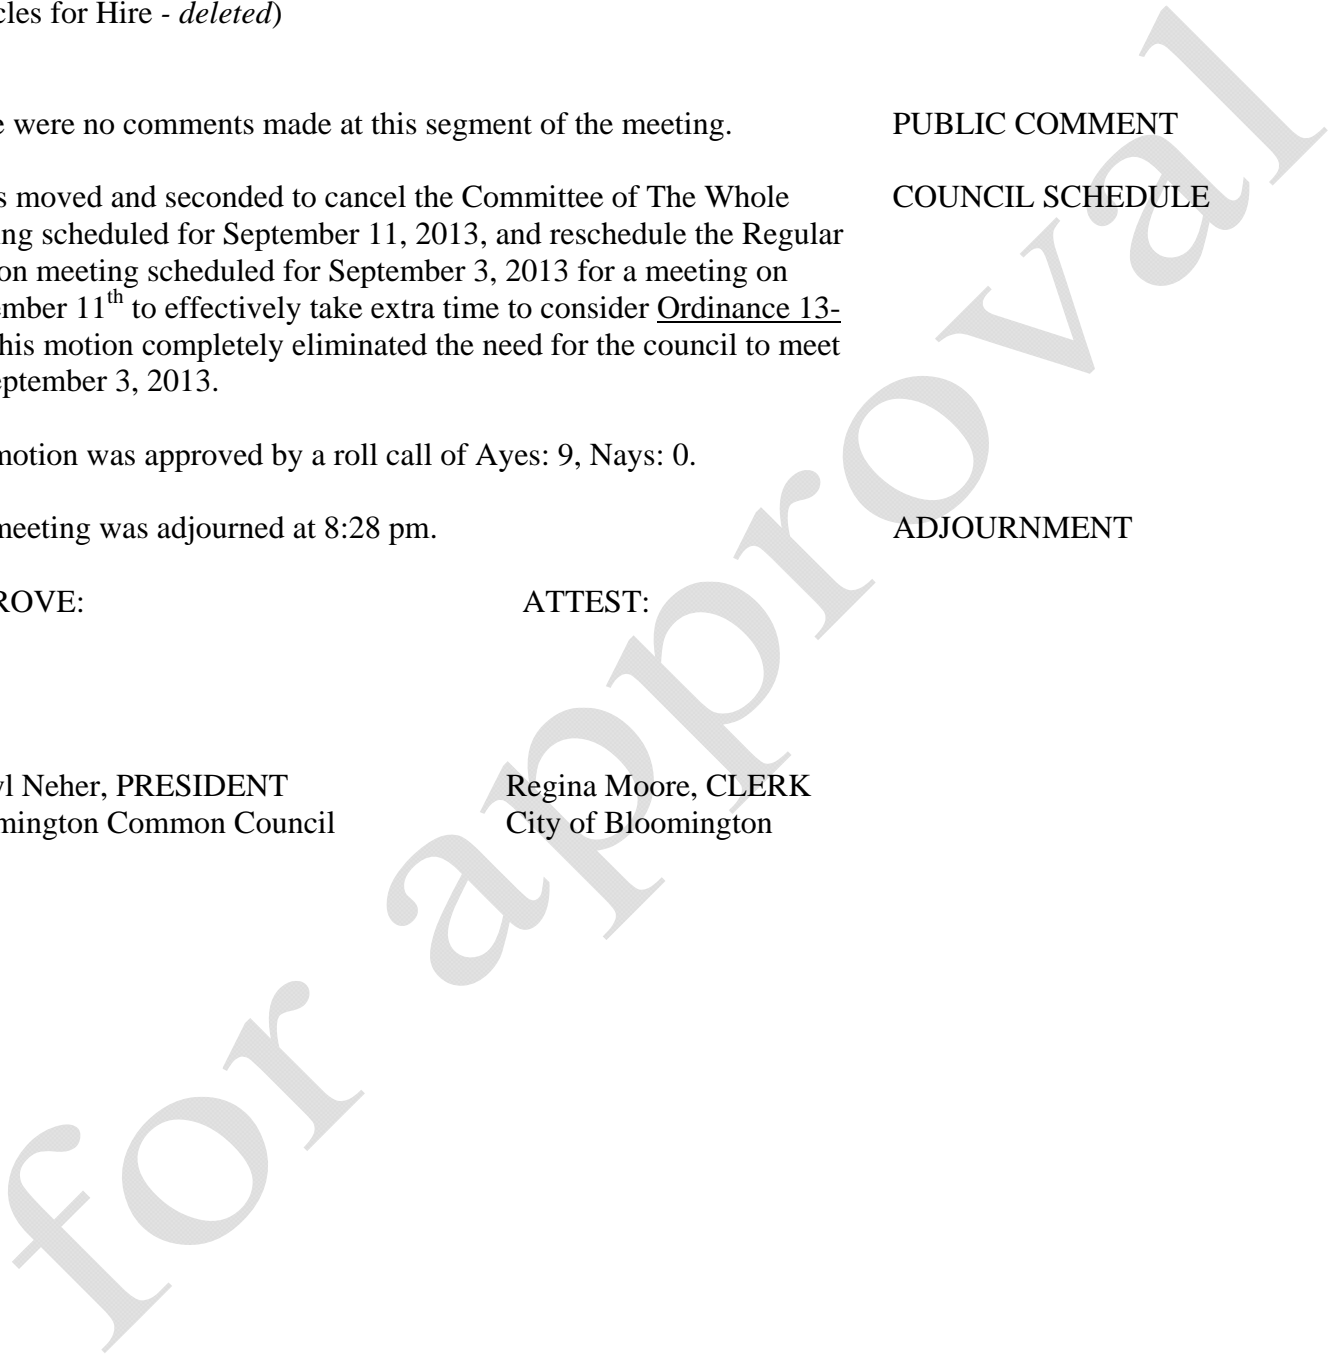 cles for Hire - deleted)
e were no comments made at this segment of the meeting. PUBLIC COMMENT
s moved and seconded to cancel the Committee of The Whole COUNCIL SCHEDULE
ing scheduled for September 11, 2013, and reschedule the Regular
on meeting scheduled for September 3, 2013 for a meeting on
ember 11th to effectively take extra time to consider Ordinance 13-
his motion completely eliminated the need for the council to meet
eptember 3, 2013.
motion was approved by a roll call of Ayes: 9, Nays: 0.
meeting was adjourned at 8:28 pm. ADJOURNMENT
ROVE: ATTEST:
yl Neher, PRESIDENT Regina Moore, CLERK
mington Common Council City of Bloomington
for approval